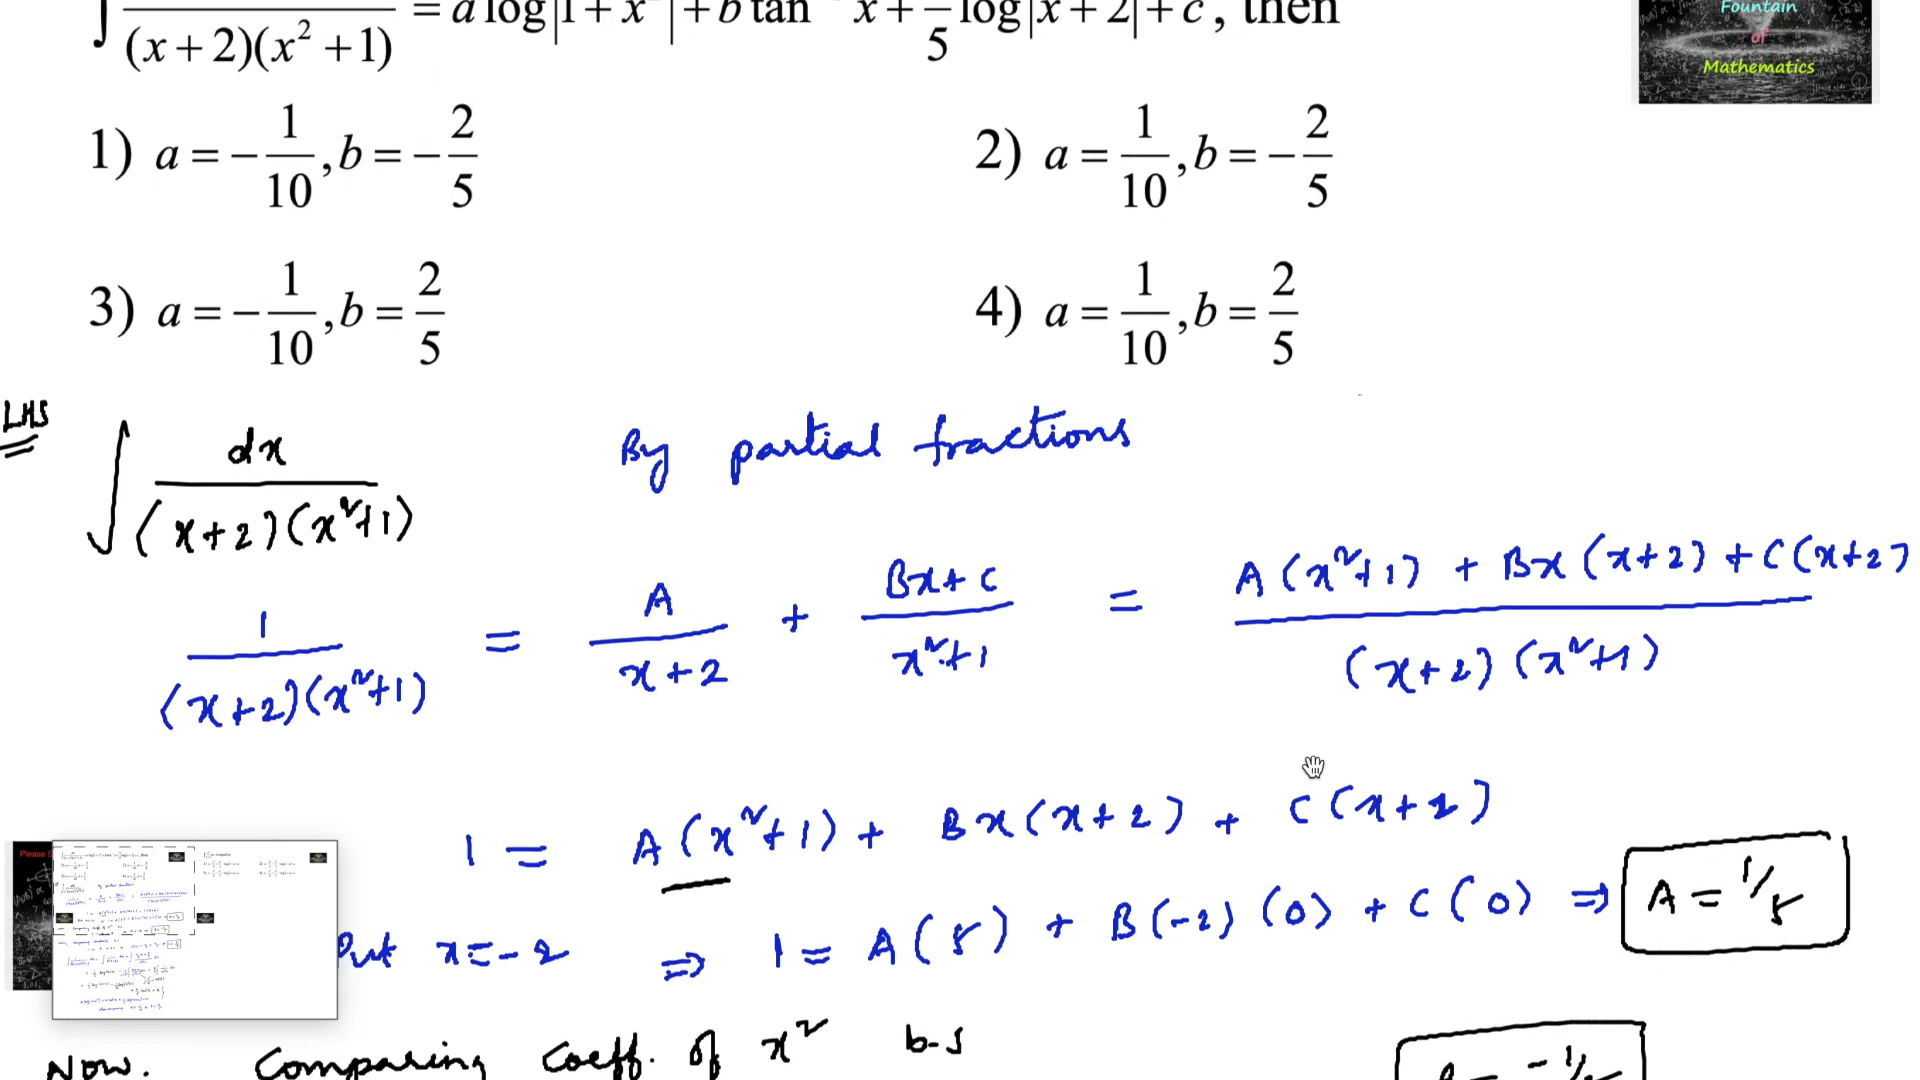 ∫ / (x+2)(x² +1) = a log|1+x | + b tan x + /5 log|x+2| + c , then
Fountain
of
Mathematics
1) a = −1/10 , b = −2/5
2) a = 1/10 , b = −2/5
3) a = −1/10 , b = 2/5
4) a = 1/10 , b = 2/5
LHS
∫ dx / (x+2)(x²+1)
By partial fractions
1 / (x+2)(x²+1) = A / x+2 + Bx+C / x²+1 = A(x²+1) + Bx(x+2) + C(x+2) / (x+2)(x²+1)
1 = A(x²+1) + Bx(x+2) + C(x+2)
Please
Put x=-2 ⇒ 1 = A(5) + B(-2)(0) + C(0) ⇒ A = 1/5
Now. Comparing coeff. of x² b-s